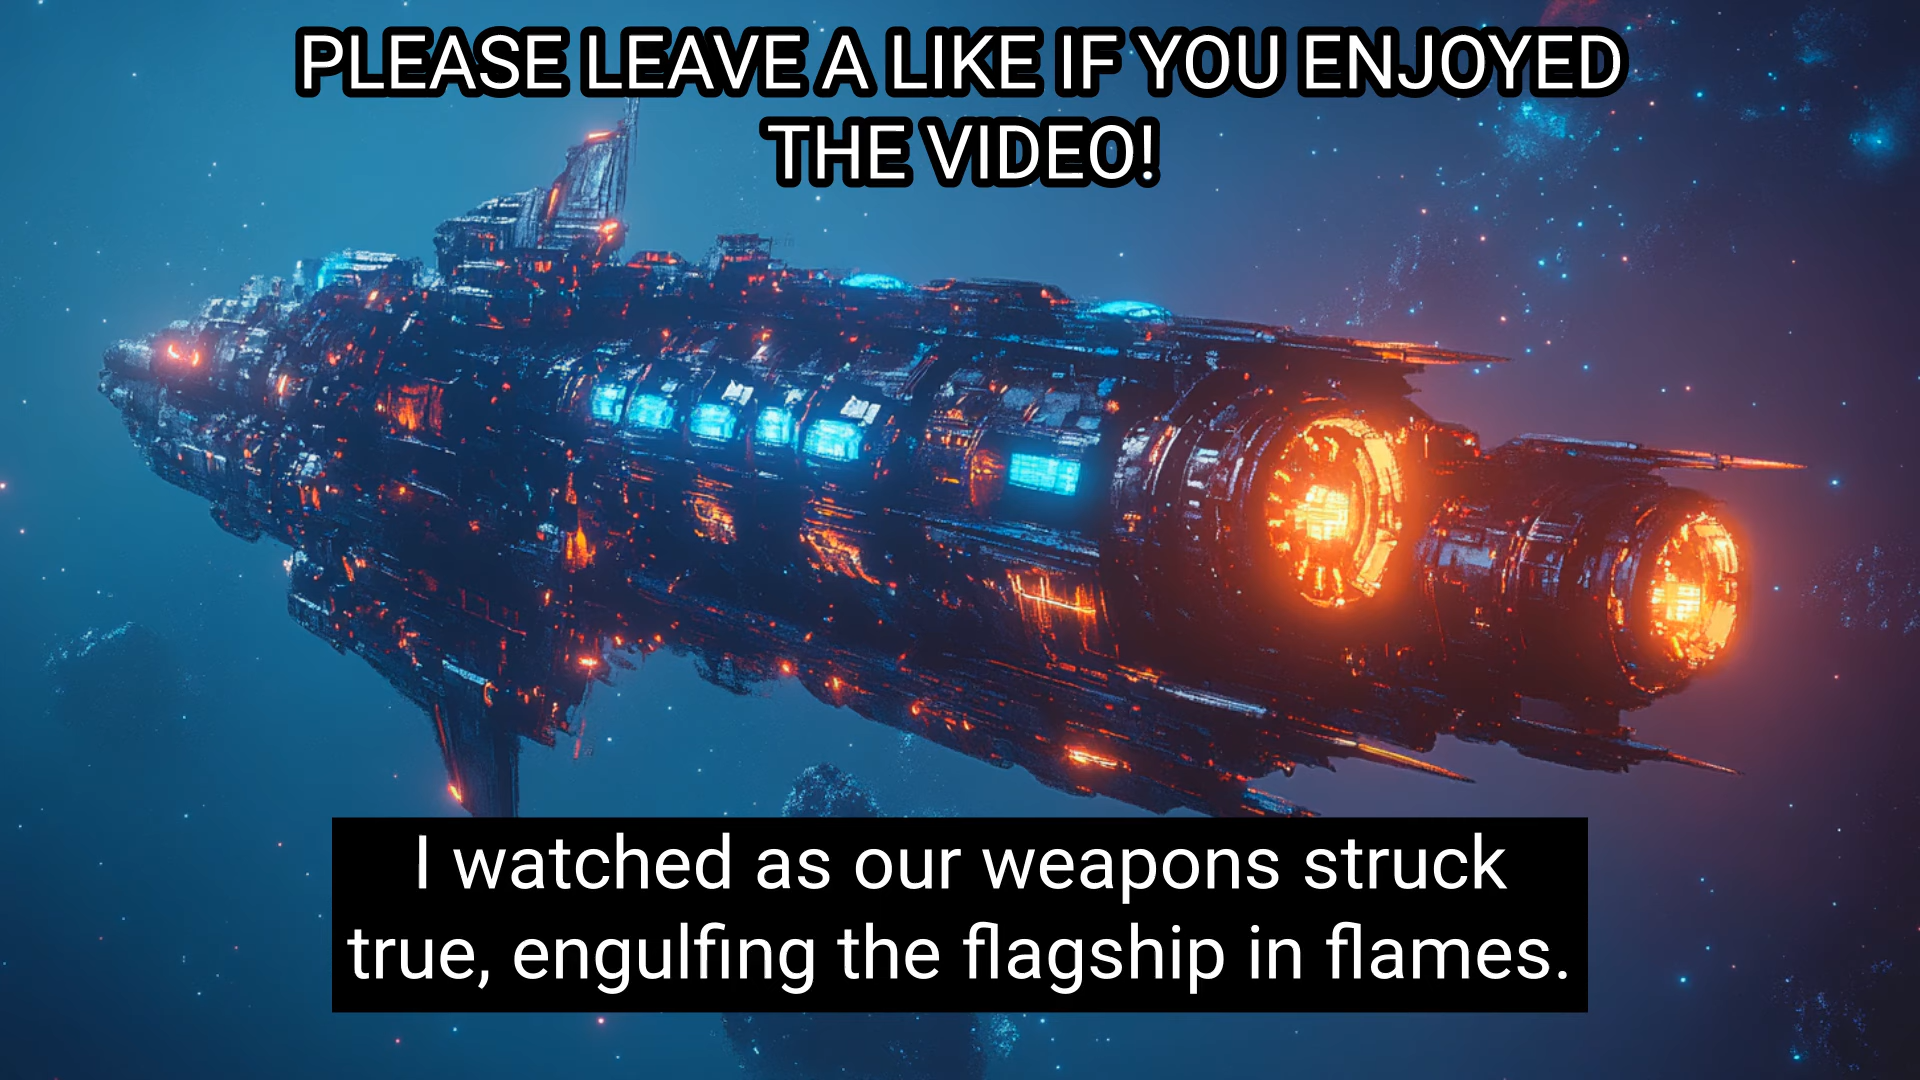 PLEASE LEAVE A LIKE IF YOU ENJOYED
THE VIDEO!
I watched as our weapons struck
true, engulfing the flagship in flames.